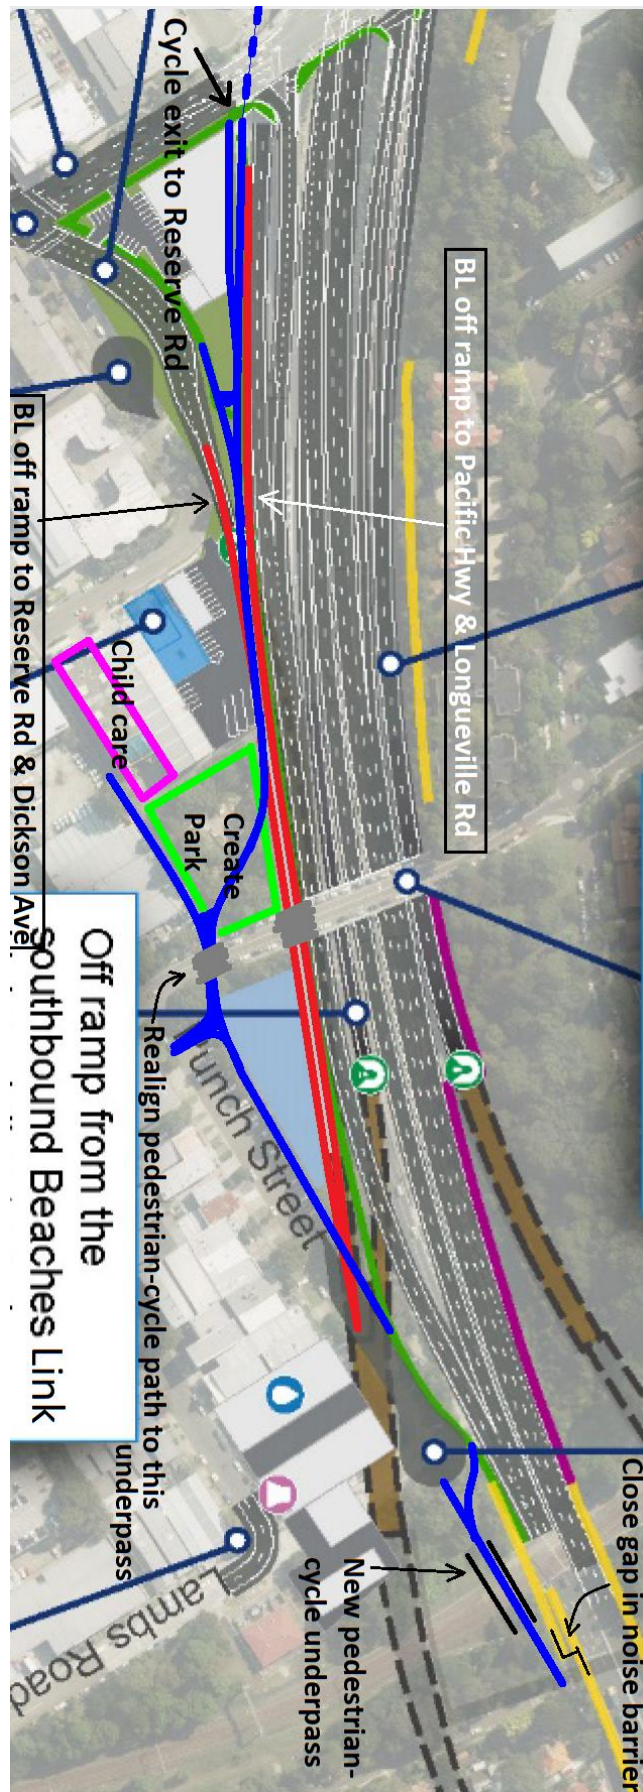 Cycle exit to Reserve Rd
BL off ramp to Pacific Hwy & Longueville Rd
BL off ramp to Reserve Rd & Dickson Ave
Child care
Create
Park
Off ramp from the
southbound Beaches Link
Realign pedestrian-cycle path to this
underpass
Punch Street
New pedestrian-
cycle underpass
Close gap in noise barrier
Lambs Road